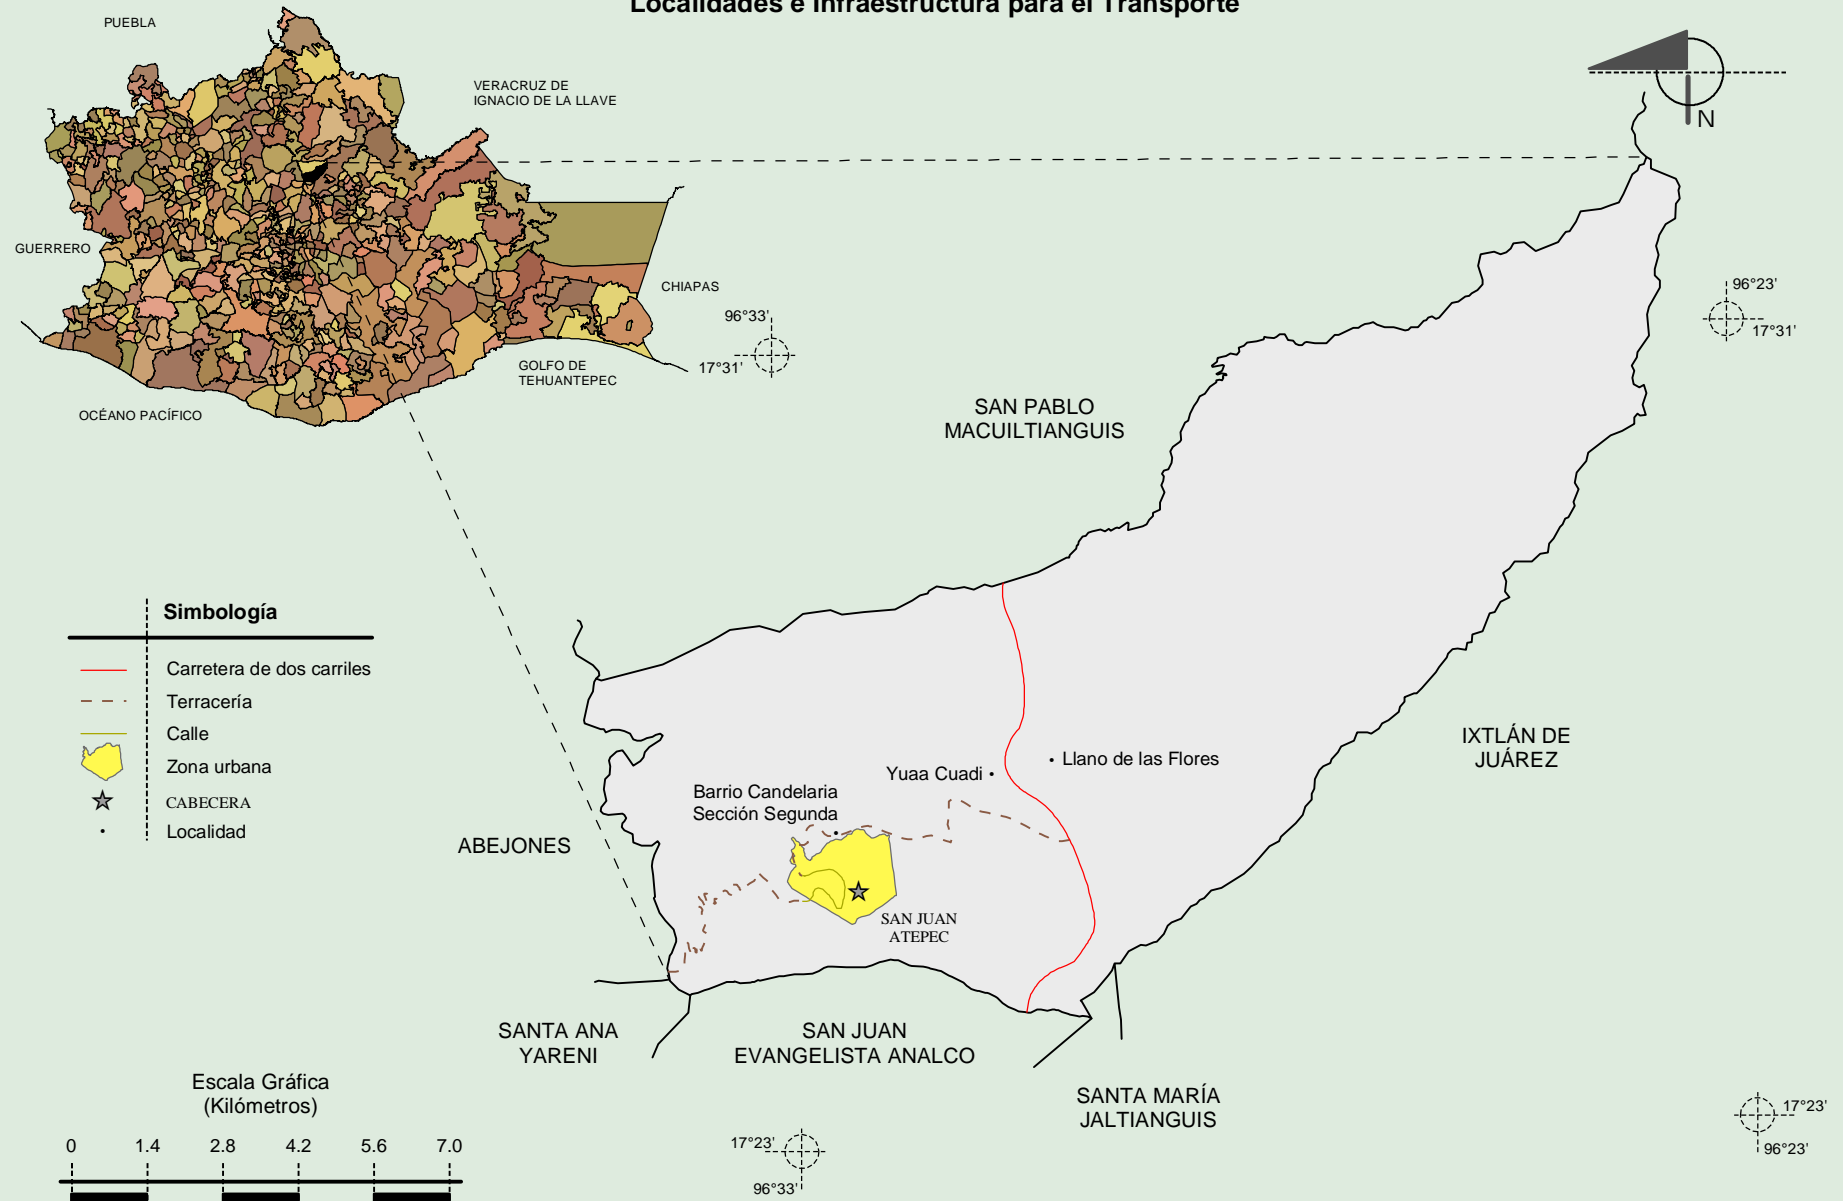 Localidades e Infraestructura para el Transporte
PUEBLA
VERACRUZ DE
IGNACIO DE LA LLAVE
GUERRERO
CHIAPAS
GOLFO DE
TEHUANTEPEC
OCÉANO PACÍFICO
N
96°33'
17°31'
96°23'
17°31'
SAN PABLO
MACUILTIANGUIS
Simbología
Carretera de dos carriles
Terracería
Calle
Zona urbana
CABECERA
Localidad
IXTLÁN DE
JUÁREZ
Llano de las Flores
Yuaa Cuadi
Barrio Candelaria
Sección Segunda
ABEJONES
SAN JUAN
ATEPEC
SANTA ANA
YARENI
SAN JUAN
EVANGELISTA ANALCO
SANTA MARÍA
JALTIANGUIS
Escala Gráfica
(Kilómetros)
0 1.4 2.8 4.2 5.6 7.0
17°23'
96°33'
17°23'
96°23'